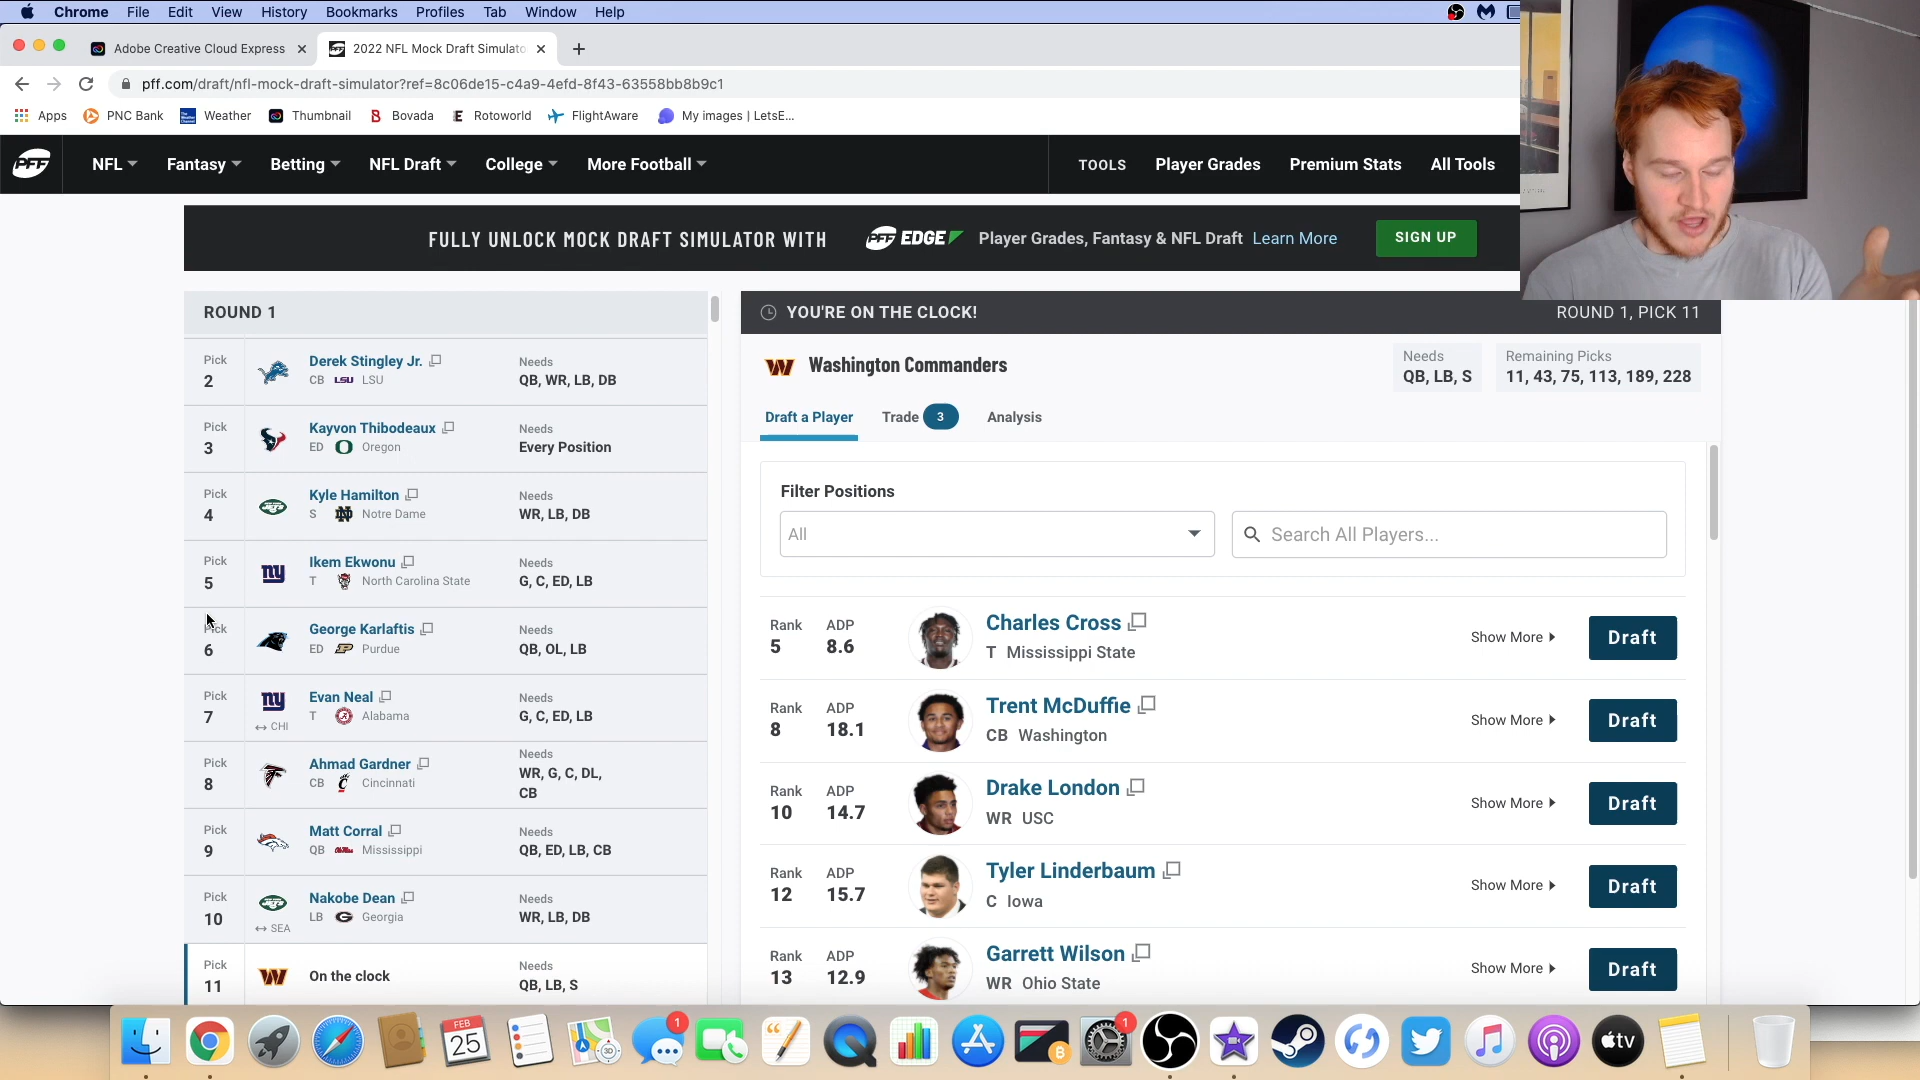 Chrome File Edit View History Bookmarks Profiles Tab Window Help
Adobe Creative Cloud Express
2022 NFL Mock Draft Simulato
pff.com/draft/nfl-mock-draft-simulator?ref=8c06de15-c4a9-4efd-8f43-63558bb8b9c1
Apps PNC Bank Weather Thumbnail Bovada Rotoworld FlightAware My images | LetsE...
PFF NFL Fantasy Betting NFL Draft College More Football TOOLS Player Grades Premium Stats All Tools
FULLY UNLOCK MOCK DRAFT SIMULATOR WITH PFF EDGE Player Grades, Fantasy & NFL Draft Learn More SIGN UP
ROUND 1
Pick 2 Derek Stingley Jr. Needs
CB LSU LSU QB, WR, LB, DB
Pick 3 Kayvon Thibodeaux Needs
ED Oregon Every Position
Pick 4 Kyle Hamilton Needs
S Notre Dame WR, LB, DB
Pick 5 ny Ikem Ekwonu Needs
T North Carolina State G, C, ED, LB
Pick 6 George Karlaftis Needs
ED Purdue QB, OL, LB
Pick 7 ny Evan Neal Needs
CHI T Alabama G, C, ED, LB
Pick 8 Ahmad Gardner Needs
CB Cincinnati WR, G, C, DL,
CB
Pick 9 Matt Corral Needs
QB Mississippi QB, ED, LB, CB
Pick 10 Nakobe Dean Needs
SEA LB Georgia WR, LB, DB
Pick 11 On the clock Needs
QB, LB, S
YOU'RE ON THE CLOCK! ROUND 1, PICK 11
W Washington Commanders
Needs
QB, LB, S
Remaining Picks
11, 43, 75, 113, 189, 228
Draft a Player Trade 3 Analysis
Filter Positions
All Search All Players...
Rank 5 ADP 8.6 Charles Cross Show More Draft
T Mississippi State
Rank 8 ADP 18.1 Trent McDuffie Show More Draft
CB Washington
Rank 10 ADP 14.7 Drake London Show More Draft
WR USC
Rank 12 ADP 15.7 Tyler Linderbaum Show More Draft
C Iowa
Rank 13 ADP 12.9 Garrett Wilson Show More Draft
WR Ohio State
FEB
25
3D
1
1
tv